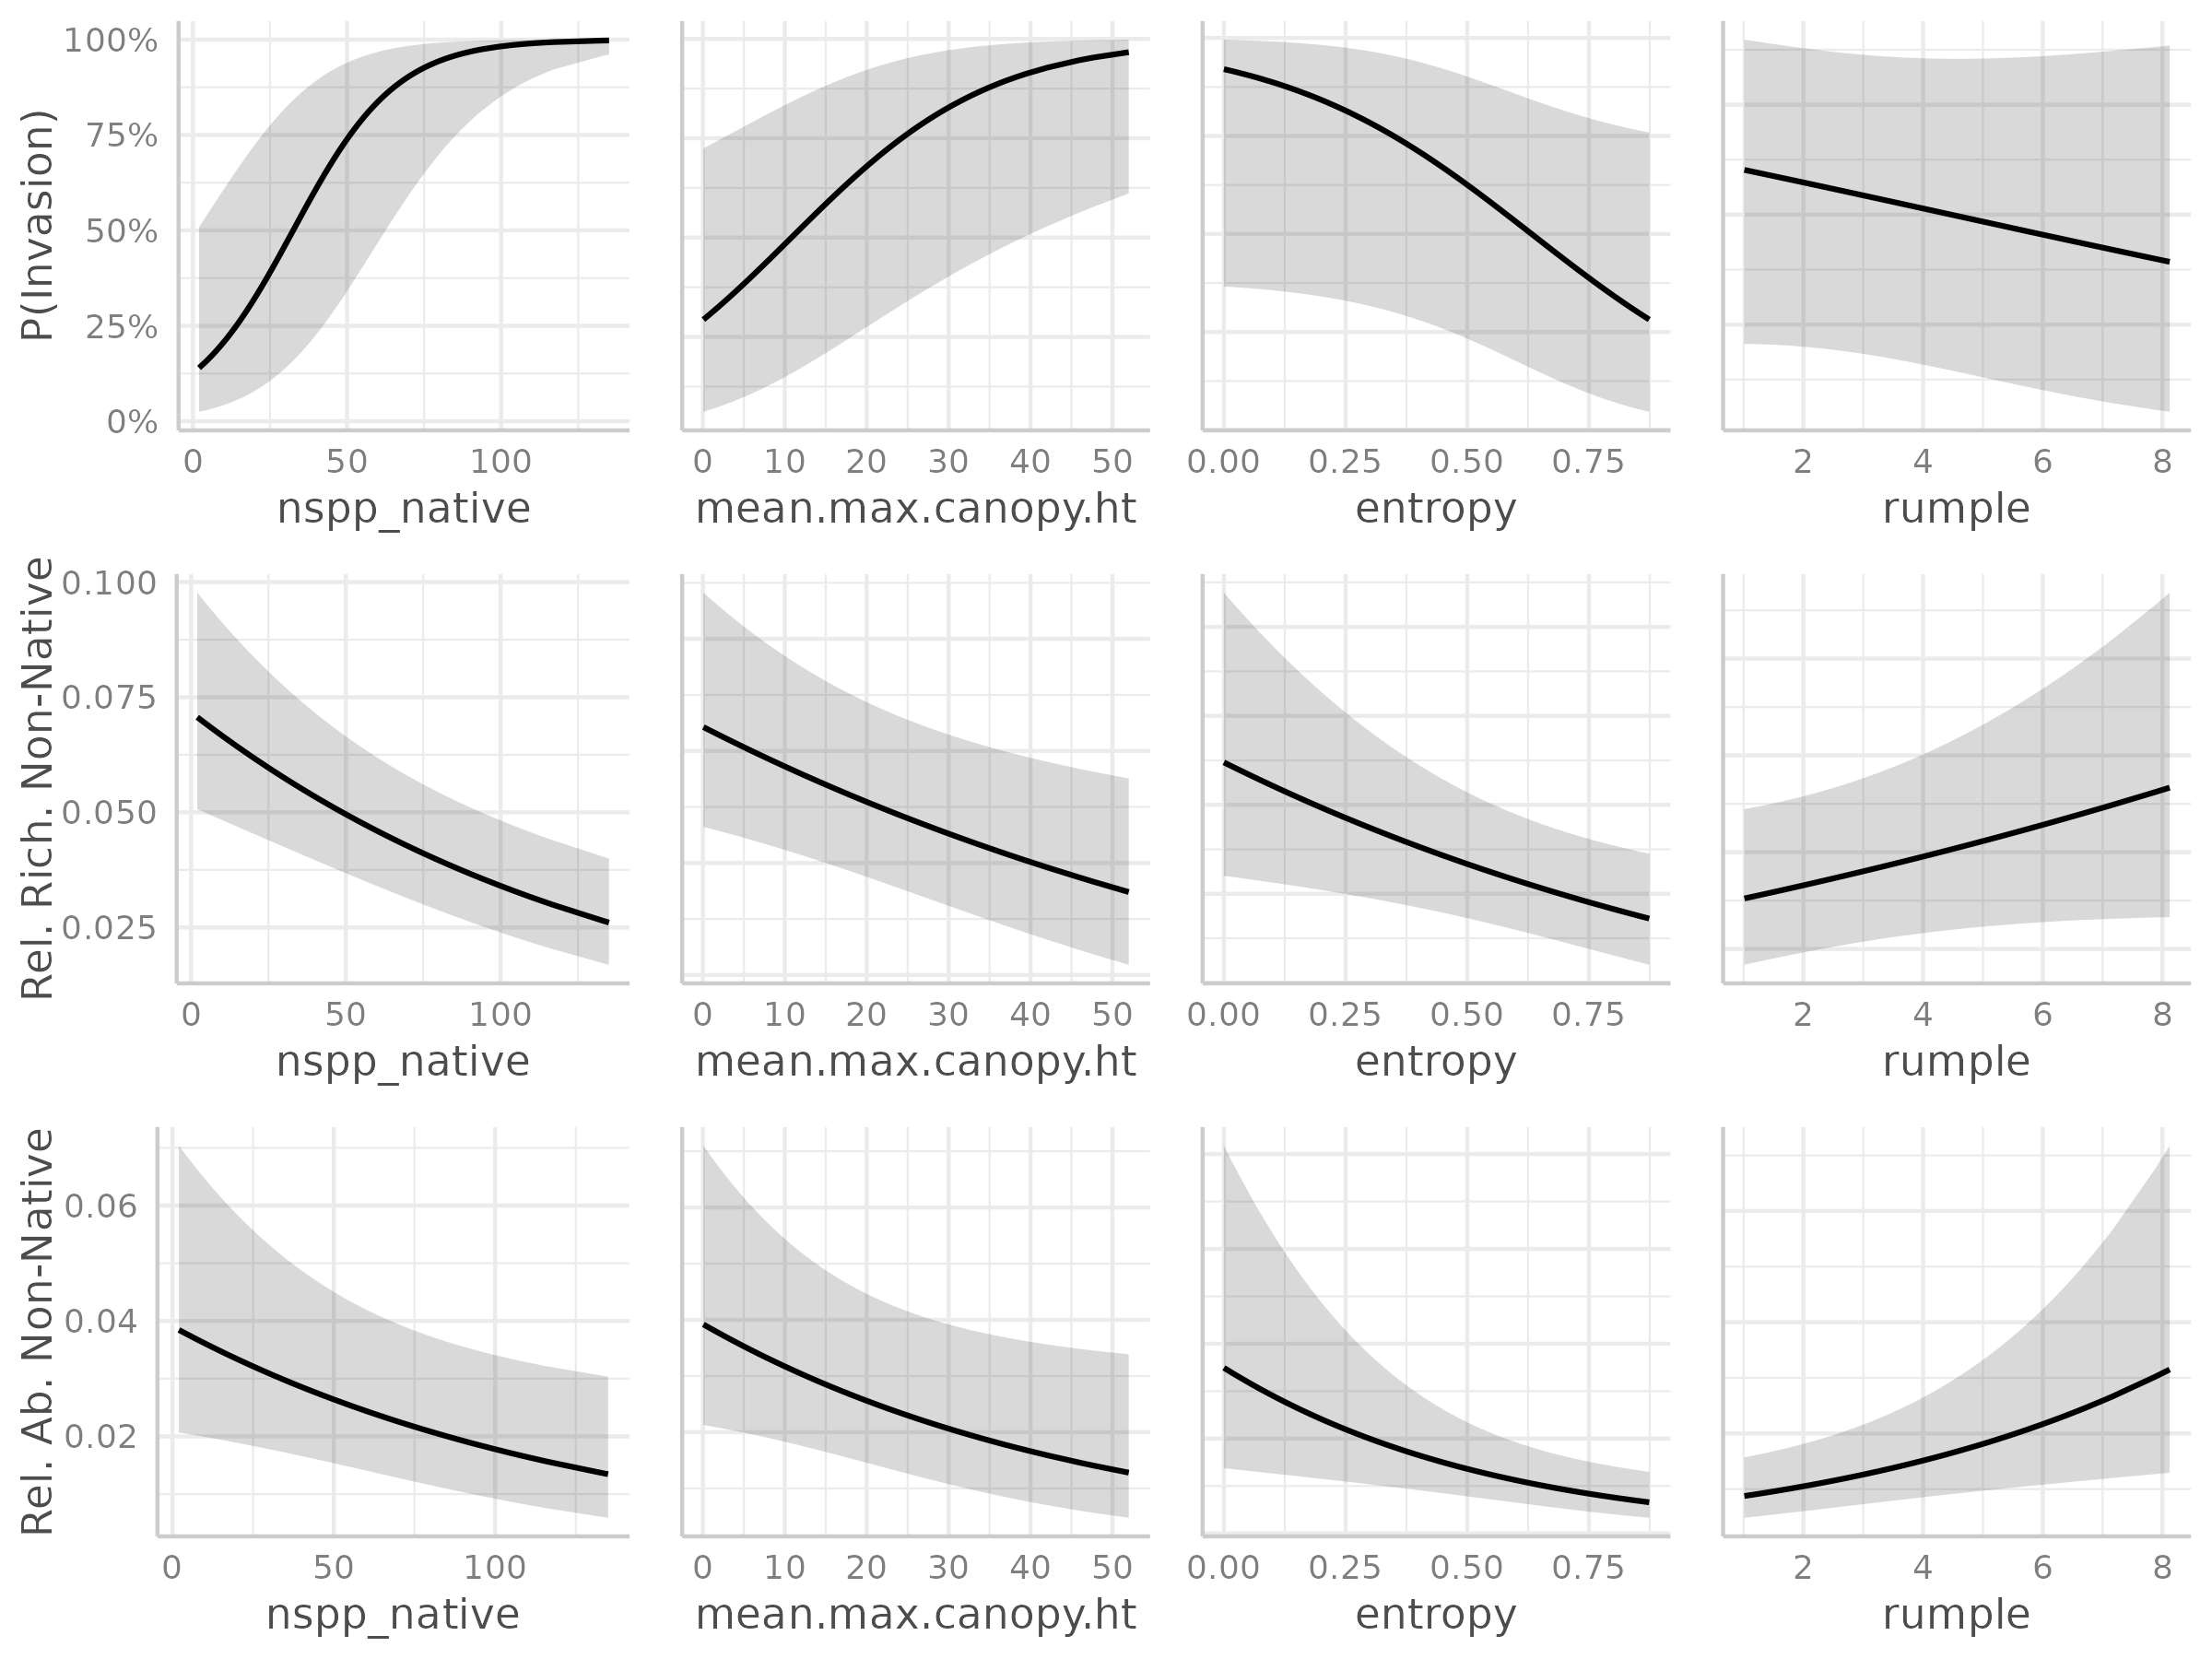 P(Invasion)
100%
75%
50%
25%
0%
0 50 100
nspp_native
0 10 20 30 40 50
mean.max.canopy.ht
0.00 0.25 0.50 0.75
entropy
2 4 6 8
rumple
Rel. Rich. Non-Native
0.100
0.075
0.050
0.025
0 50 100
nspp_native
0 10 20 30 40 50
mean.max.canopy.ht
0.00 0.25 0.50 0.75
entropy
2 4 6 8
rumple
Rel. Ab. Non-Native
0.06
0.04
0.02
0 50 100
nspp_native
0 10 20 30 40 50
mean.max.canopy.ht
0.00 0.25 0.50 0.75
entropy
2 4 6 8
rumple